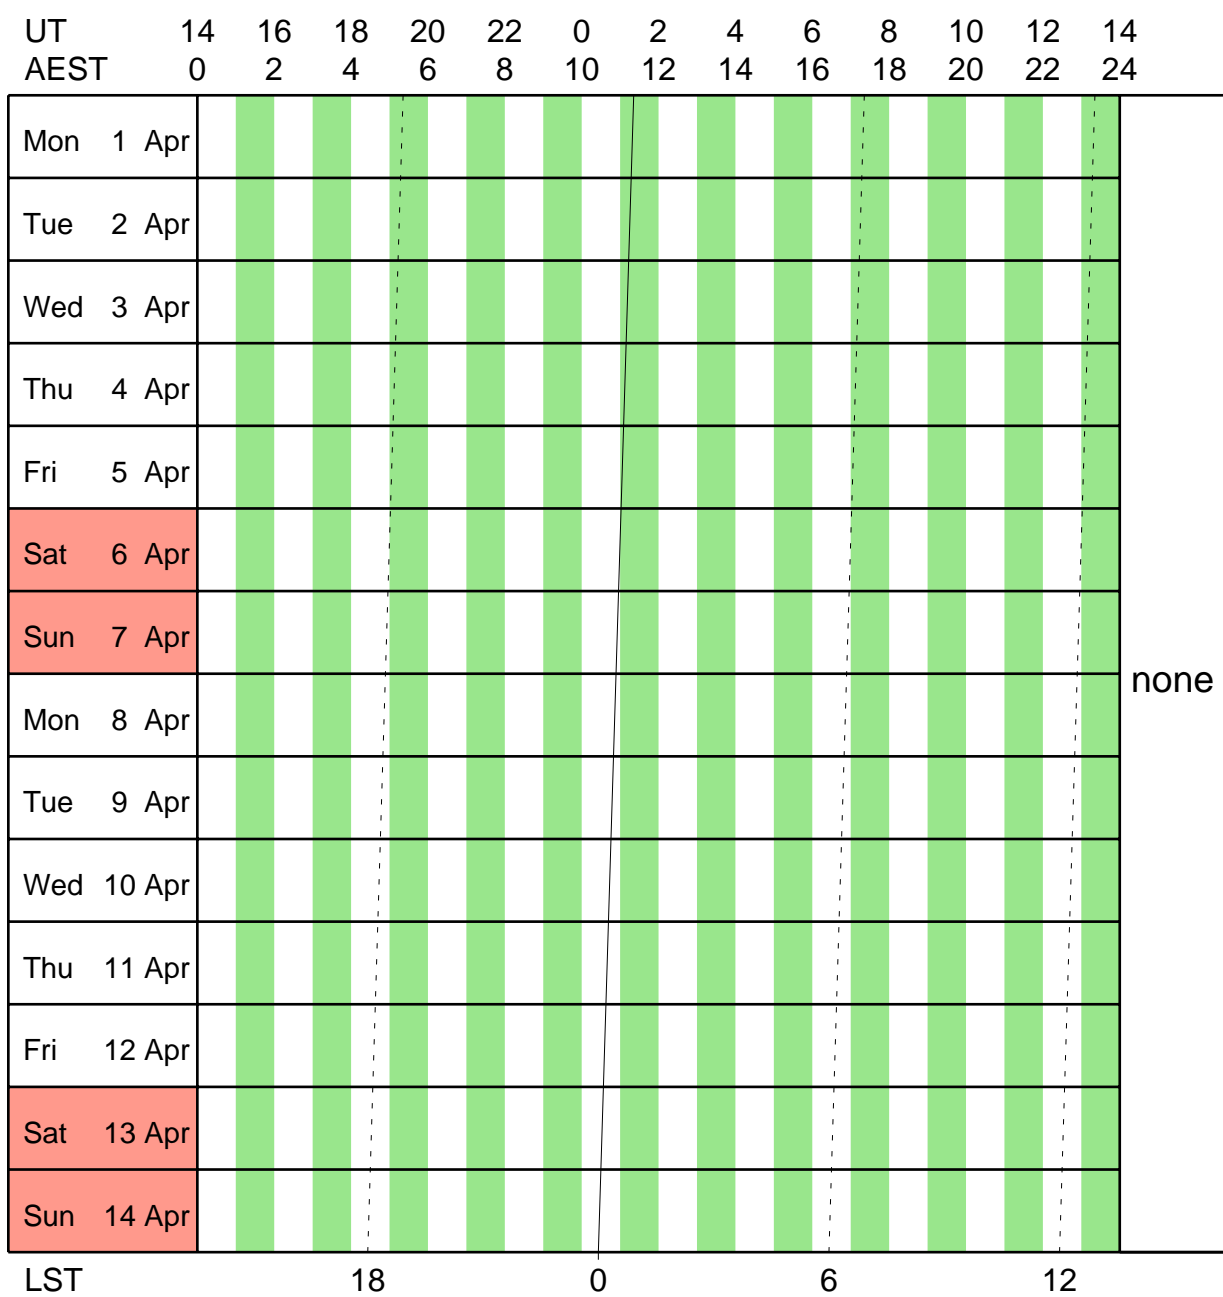 UT 14 16 18 20 22 0 2 4 6 8 10 12 14
AEST 0 2 4 6 8 10 12 14 16 18 20 22 24
Mon 1 Apr
Tue 2 Apr
Wed 3 Apr
Thu 4 Apr
Fri 5 Apr
Sat 6 Apr
Sun 7 Apr
none
Mon 8 Apr
Tue 9 Apr
Wed 10 Apr
Thu 11 Apr
Fri 12 Apr
Sat 13 Apr
Sun 14 Apr
LST 18 0 6 12